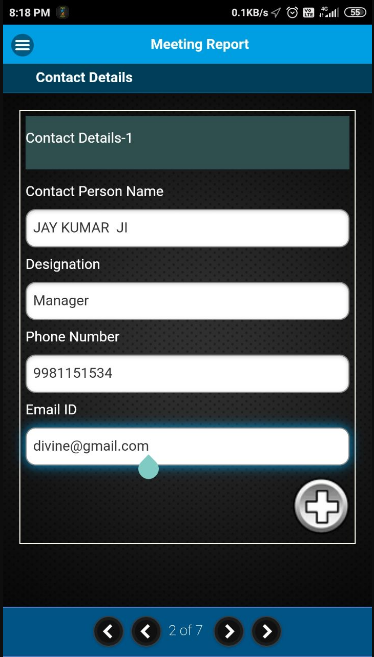 8:18 PM 0.1KB/s 4G 55
Meeting Report
Contact Details
Contact Details-1
Contact Person Name
JAY KUMAR  JI
Designation
Manager
Phone Number
9981151534
Email ID
divine@gmail.com
2 of 7